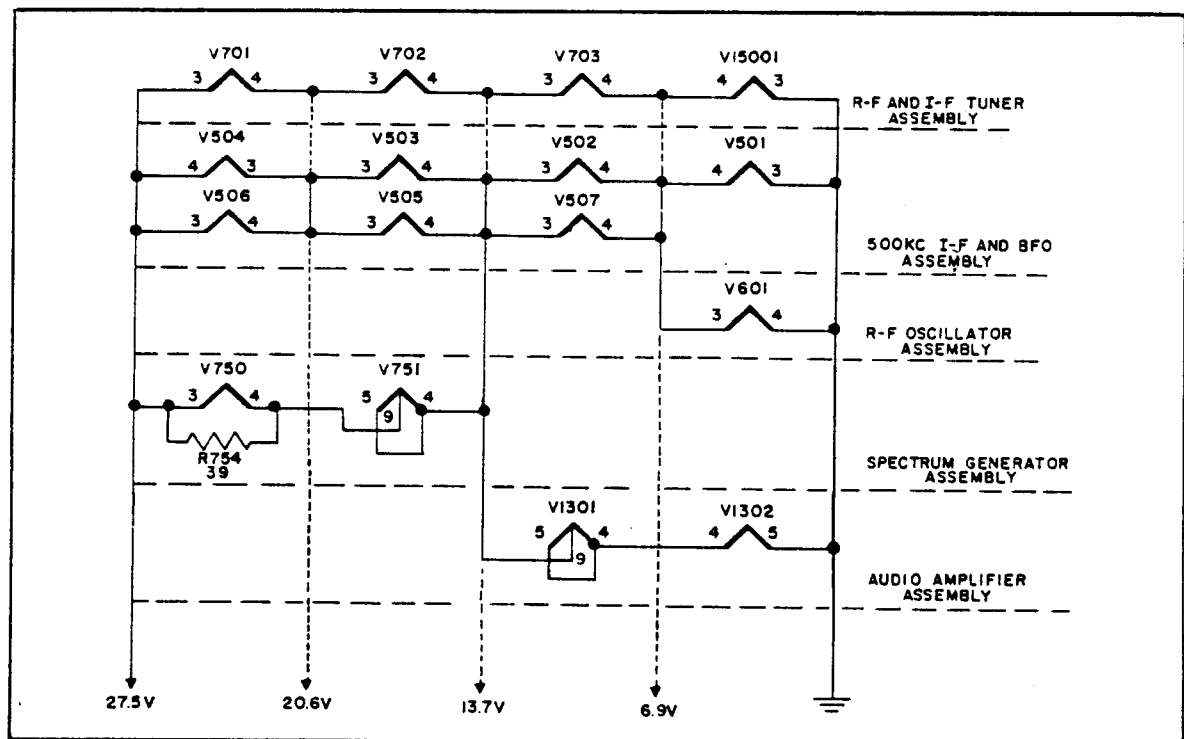 V701 V702 V703 V15001
3 4 3 4 3 4 4 3
R-F AND I-F TUNER
ASSEMBLY
V504 V503 V502 V501
4 3 3 4 3 4 4 3
V506 V505 V507
3 4 3 4 3 4
500KC I-F AND BFO
ASSEMBLY
V601
3 4
R-F OSCILLATOR
ASSEMBLY
V750 V751
3 4 5 4
9
R754
39
SPECTRUM GENERATOR
ASSEMBLY
V1301 V1302
5 4 4 5
9
AUDIO AMPLIFIER
ASSEMBLY
27.5V 20.6V 13.7V 6.9V